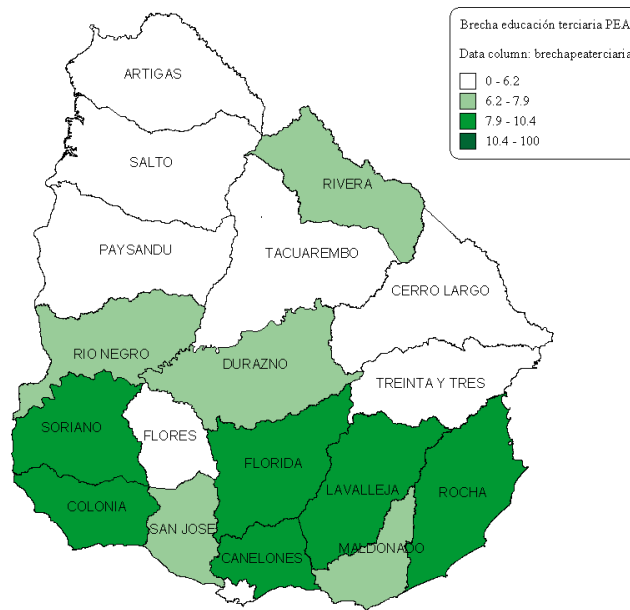 Brecha educación terciaria PEA
Data column: brechapeaterciaria
0 - 6.2
6.2 - 7.9
7.9 - 10.4
10.4 - 100
ARTIGAS
SALTO
RIVERA
PAYSANDU
TACUAREMBO
CERRO LARGO
RIO NEGRO
DURAZNO
TREINTA Y TRES
SORIANO
FLORES
FLORIDA
LAVALLEJA
ROCHA
COLONIA
SAN JOSE
CANELONES
MALDONADO